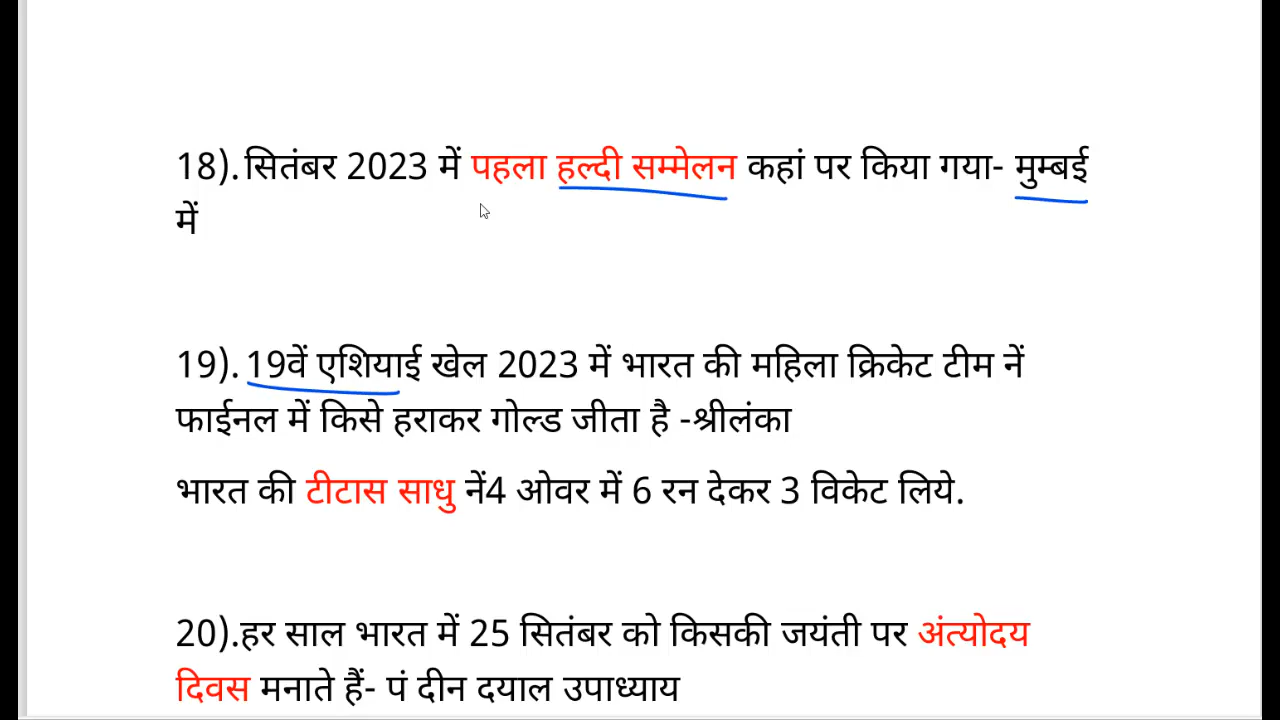 18). सितंबर 2023 में पहला हल्दी सम्मेलन कहां पर किया गया- मुम्बई
में
19). 19वें एशियाई खेल 2023 में भारत की महिला क्रिकेट टीम नें
फाईनल में किसे हराकर गोल्ड जीता है -श्रीलंका
भारत की टीटास साधु नें4 ओवर में 6 रन देकर 3 विकेट लिये.
20).हर साल भारत में 25 सितंबर को किसकी जयंती पर अंत्योदय
दिवस मनाते हैं- पं दीन दयाल उपाध्याय